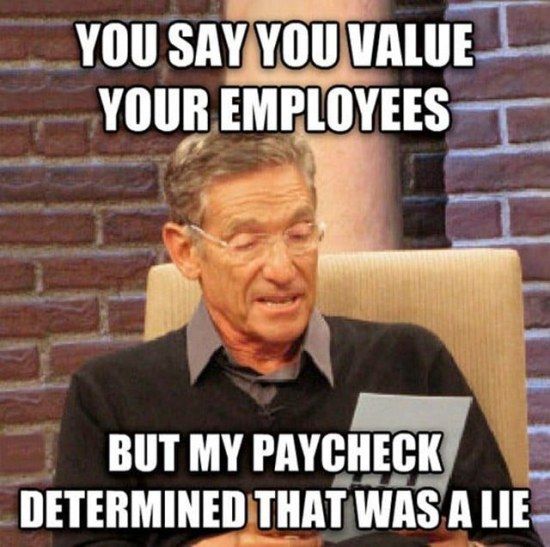 YOU SAY YOU VALUE
YOUR EMPLOYEES
BUT MY PAYCHECK
DETERMINED THAT WAS A LIE